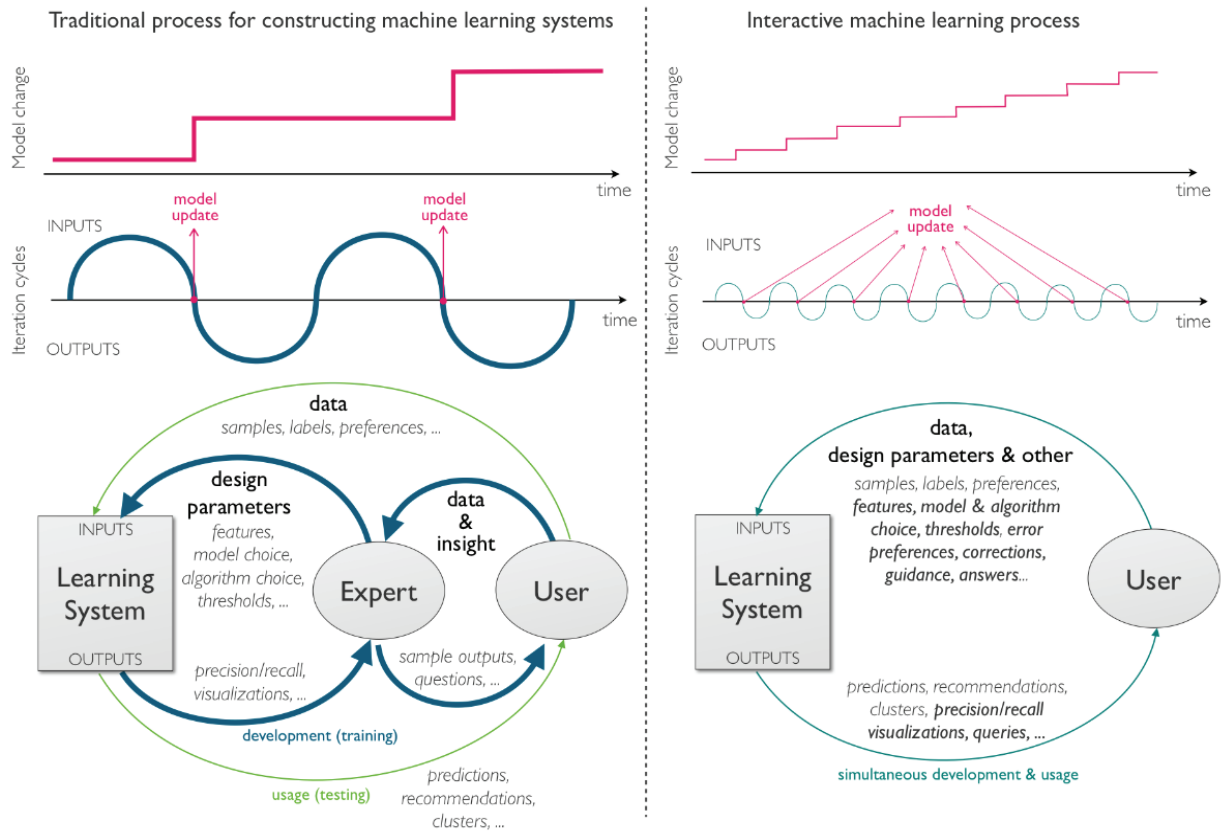 Traditional process for constructing machine learning systems
Model change
time
model
update
model
update
INPUTS
Iteration cycles
time
OUTPUTS
data
samples, labels, preferences, ...
design
parameters
features,
model choice,
algorithm choice,
thresholds, ...
data
&
insight
INPUTS
Learning
System
OUTPUTS
Expert
User
precision/recall,
visualizations, ...
sample outputs,
questions, ...
development (training)
usage (testing)
predictions,
recommendations,
clusters, ...
Interactive machine learning process
Model change
time
model
update
INPUTS
Iteration cycles
time
OUTPUTS
data,
design parameters & other
samples, labels, preferences,
features, model & algorithm
choice, thresholds, error
preferences, corrections,
guidance, answers...
INPUTS
Learning
System
OUTPUTS
User
predictions, recommendations,
clusters, precision/recall
visualizations, queries, ...
simultaneous development & usage